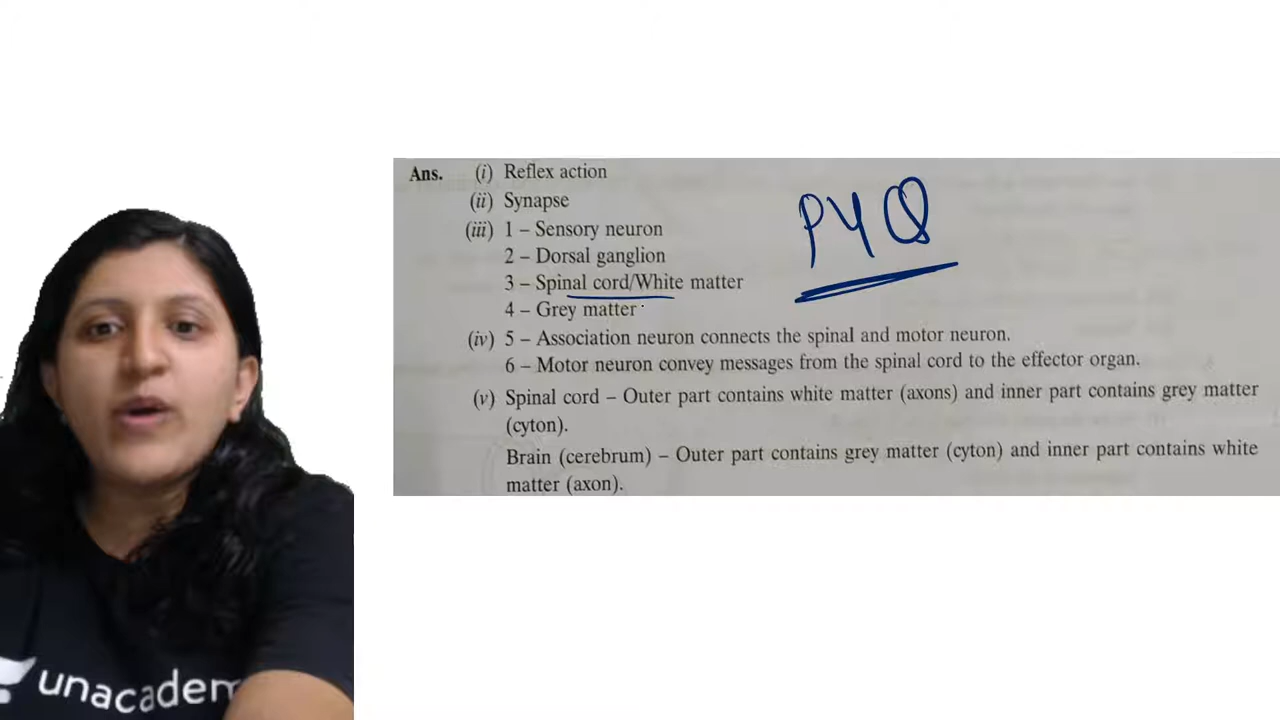 Ans. (i) Reflex action
(ii) Synapse
(iii) 1 – Sensory neuron
2 – Dorsal ganglion
3 – Spinal cord/White matter
4 – Grey matter
(iv) 5 – Association neuron connects the spinal and motor neuron.
6 – Motor neuron convey messages from the spinal cord to the effector organ.
(v) Spinal cord – Outer part contains white matter (axons) and inner part contains grey matter
(cyton).
Brain (cerebrum) – Outer part contains grey matter (cyton) and inner part contains white
matter (axon).
PYQ
unacadem